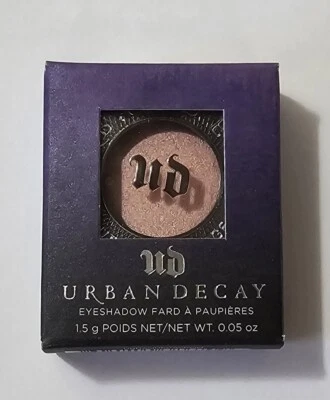 ud
ud
URBAN DECAY
EYESHADOW FARD À PAUPIÈRES
1.5 g POIDS NET/NET WT. 0.05 oz